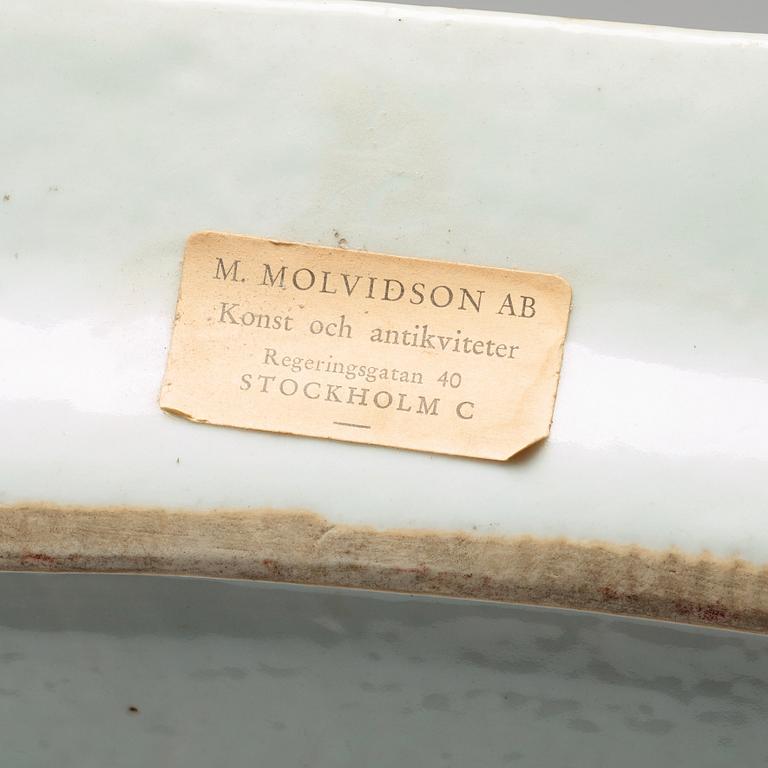 M. MOLVIDSON AB
Konst och antikviteter
Regeringsgatan 40
STOCKHOLM C